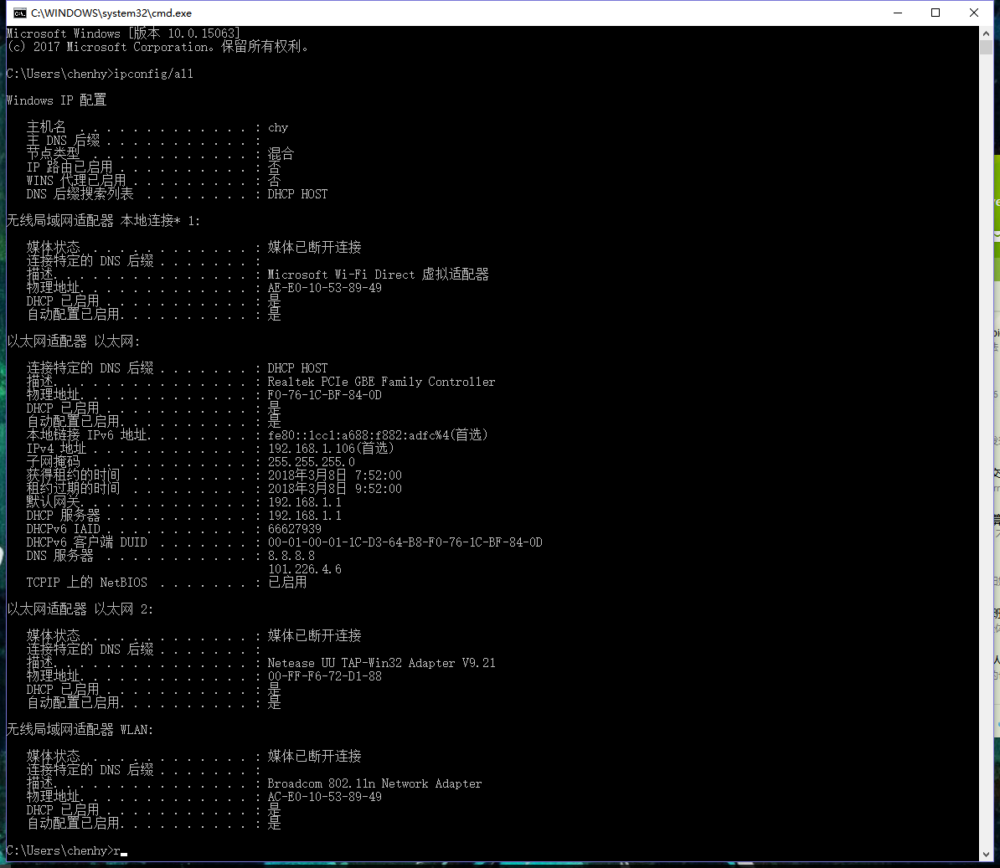 C:\WINDOWS\system32\cmd.exe
Microsoft Windows [版本 10.0.15063]
(c) 2017 Microsoft Corporation。保留所有权利。
C:\Users\chenhy>ipconfig/all
Windows IP 配置
主机名 . . . . . . . . . . . . . : chy
主 DNS 后缀 . . . . . . . . . . . :
节点类型 . . . . . . . . . . . . : 混合
IP 路由已启用 . . . . . . . . . . : 否
WINS 代理已启用 . . . . . . . . . : 否
DNS 后缀搜索列表 . . . . . . . . : DHCP HOST
无线局域网适配器 本地连接* 1:
媒体状态 . . . . . . . . . . . . : 媒体已断开连接
连接特定的 DNS 后缀 . . . . . . . :
描述. . . . . . . . . . . . . . . : Microsoft Wi-Fi Direct 虚拟适配器
物理地址. . . . . . . . . . . . . : AE-E0-10-53-89-49
DHCP 已启用 . . . . . . . . . . . : 是
自动配置已启用. . . . . . . . . . : 是
以太网适配器 以太网:
连接特定的 DNS 后缀 . . . . . . . : DHCP HOST
描述. . . . . . . . . . . . . . . : Realtek PCIe GBE Family Controller
物理地址. . . . . . . . . . . . . : F0-76-1C-BF-84-0D
DHCP 已启用 . . . . . . . . . . . : 是
自动配置已启用. . . . . . . . . . : 是
本地链接 IPv6 地址. . . . . . . . : fe80::1cc1:a688:f882:adfc%4(首选)
IPv4 地址 . . . . . . . . . . . . : 192.168.1.106(首选)
子网掩码 . . . . . . . . . . . . : 255.255.255.0
获得租约的时间 . . . . . . . . . : 2018年3月8日 7:52:00
租约过期的时间 . . . . . . . . . : 2018年3月8日 9:52:00
默认网关. . . . . . . . . . . . . : 192.168.1.1
DHCP 服务器 . . . . . . . . . . . : 192.168.1.1
DHCPv6 IAID . . . . . . . . . . . : 66627939
DHCPv6 客户端 DUID . . . . . . . : 00-01-00-01-1C-D3-64-B8-F0-76-1C-BF-84-0D
DNS 服务器 . . . . . . . . . . . : 8.8.8.8
101.226.4.6
TCPIP 上的 NetBIOS . . . . . . . : 已启用
以太网适配器 以太网 2:
媒体状态 . . . . . . . . . . . . : 媒体已断开连接
连接特定的 DNS 后缀 . . . . . . . :
描述. . . . . . . . . . . . . . . : Netease UU TAP-Win32 Adapter V9.21
物理地址. . . . . . . . . . . . . : 00-FF-F6-72-D1-88
DHCP 已启用 . . . . . . . . . . . : 是
自动配置已启用. . . . . . . . . . : 是
无线局域网适配器 WLAN:
媒体状态 . . . . . . . . . . . . : 媒体已断开连接
连接特定的 DNS 后缀 . . . . . . . :
描述. . . . . . . . . . . . . . . : Broadcom 802.11n Network Adapter
物理地址. . . . . . . . . . . . . : AC-E0-10-53-89-49
DHCP 已启用 . . . . . . . . . . . : 是
自动配置已启用. . . . . . . . . . : 是
C:\Users\chenhy>r